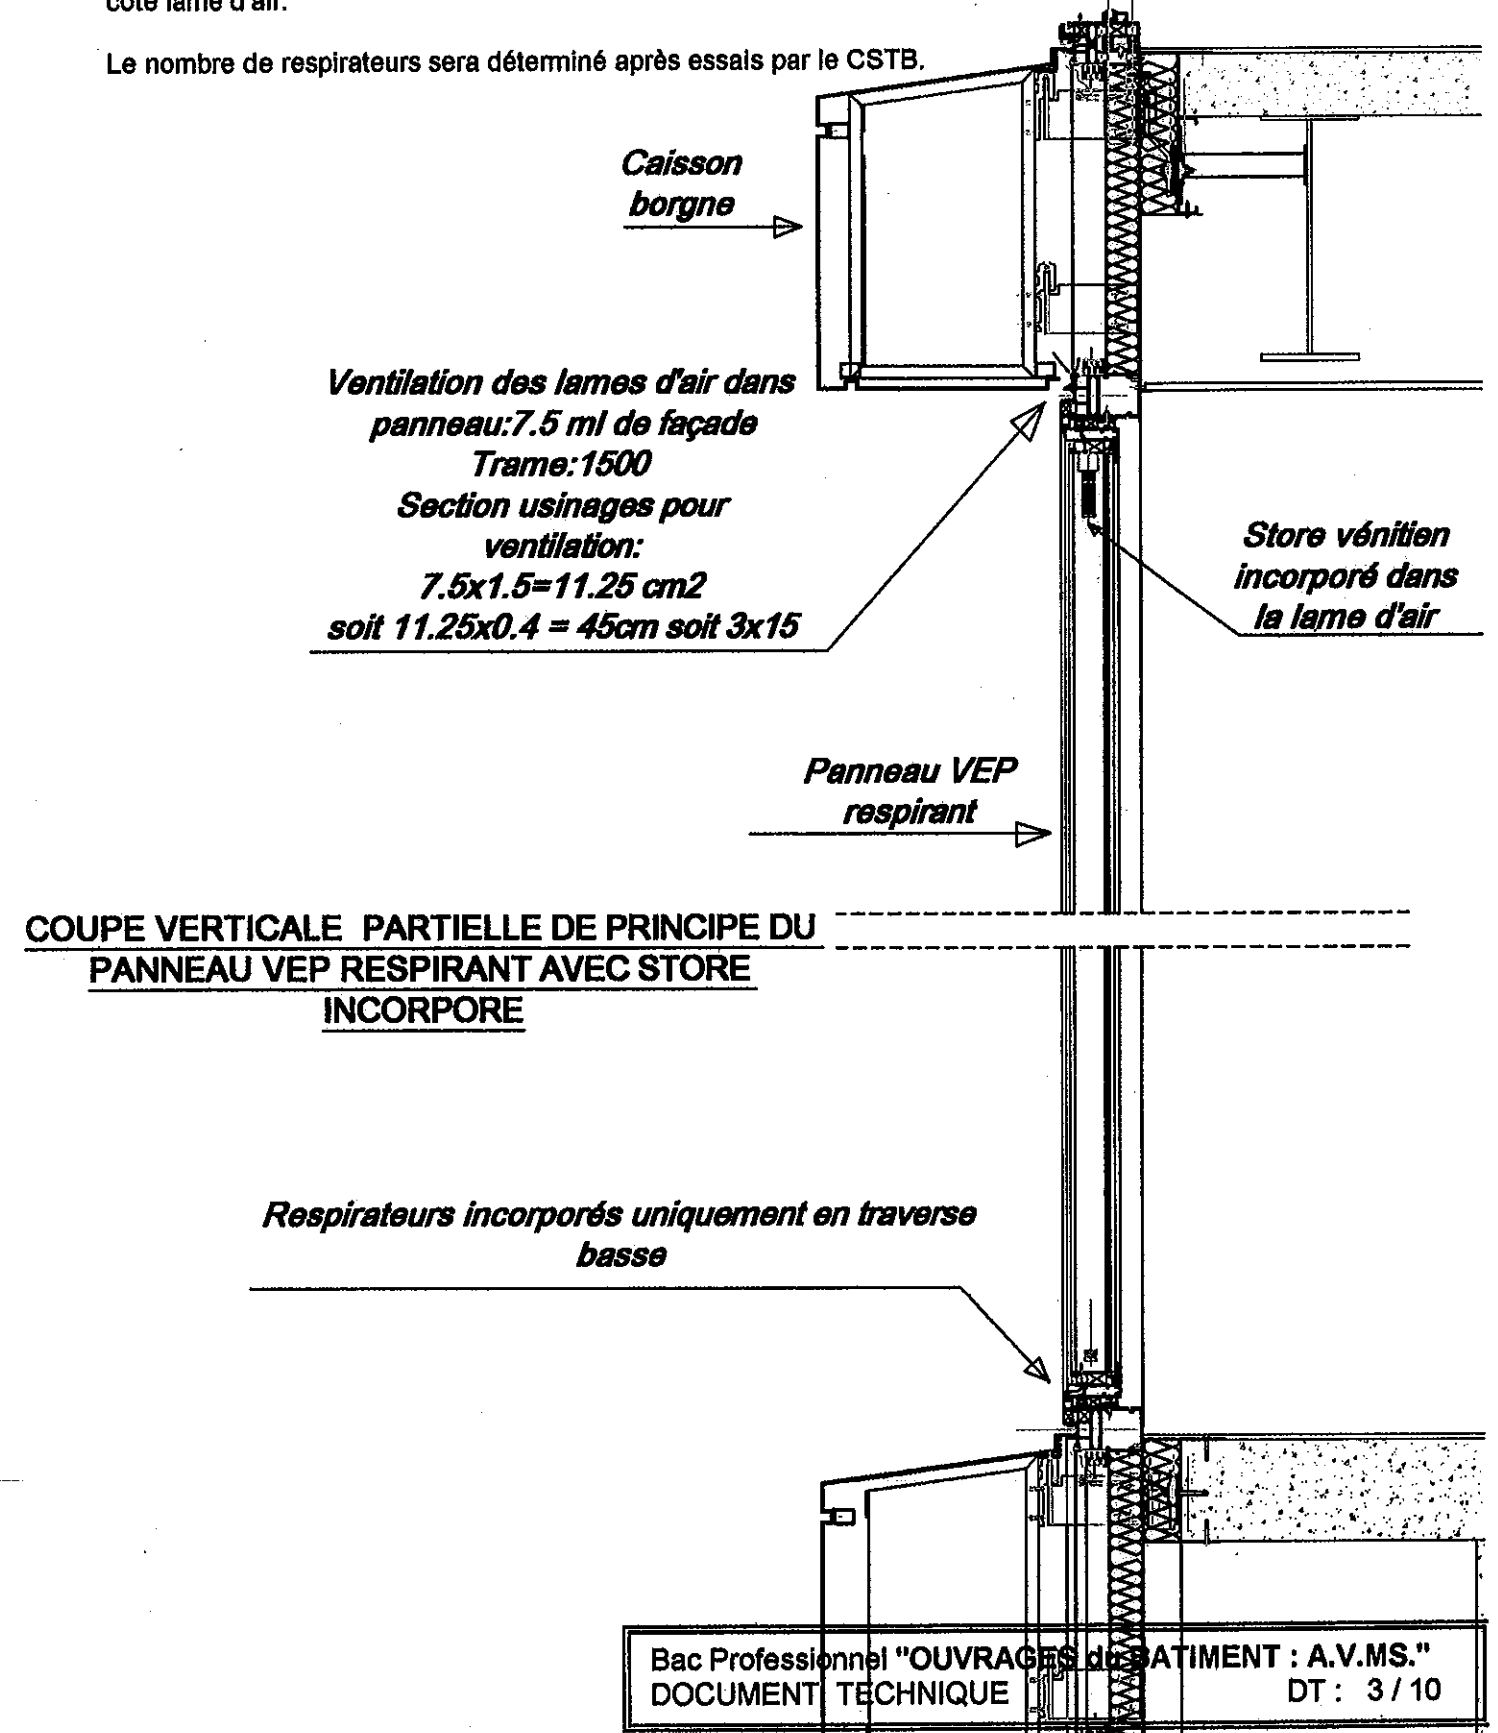 côté lame d'air.
Le nombre de respirateurs sera déterminé après essais par le CSTB.
Caisson
borgne
Ventilation des lames d'air dans
panneau:7.5 ml de façade
Trame:1500
Section usinages pour
ventilation:
7.5x1.5=11.25 cm2
soit 11.25x0.4 = 45cm soit 3x15
Store vénitien
incorporé dans
la lame d'air
Panneau VEP
respirant
COUPE VERTICALE PARTIELLE DE PRINCIPE DU
PANNEAU VEP RESPIRANT AVEC STORE
INCORPORE
Respirateurs incorporés uniquement en traverse
basse
Bac Professionnel "OUVRAGES du BATIMENT : A.V.MS."
DOCUMENT TECHNIQUE DT : 3 / 10